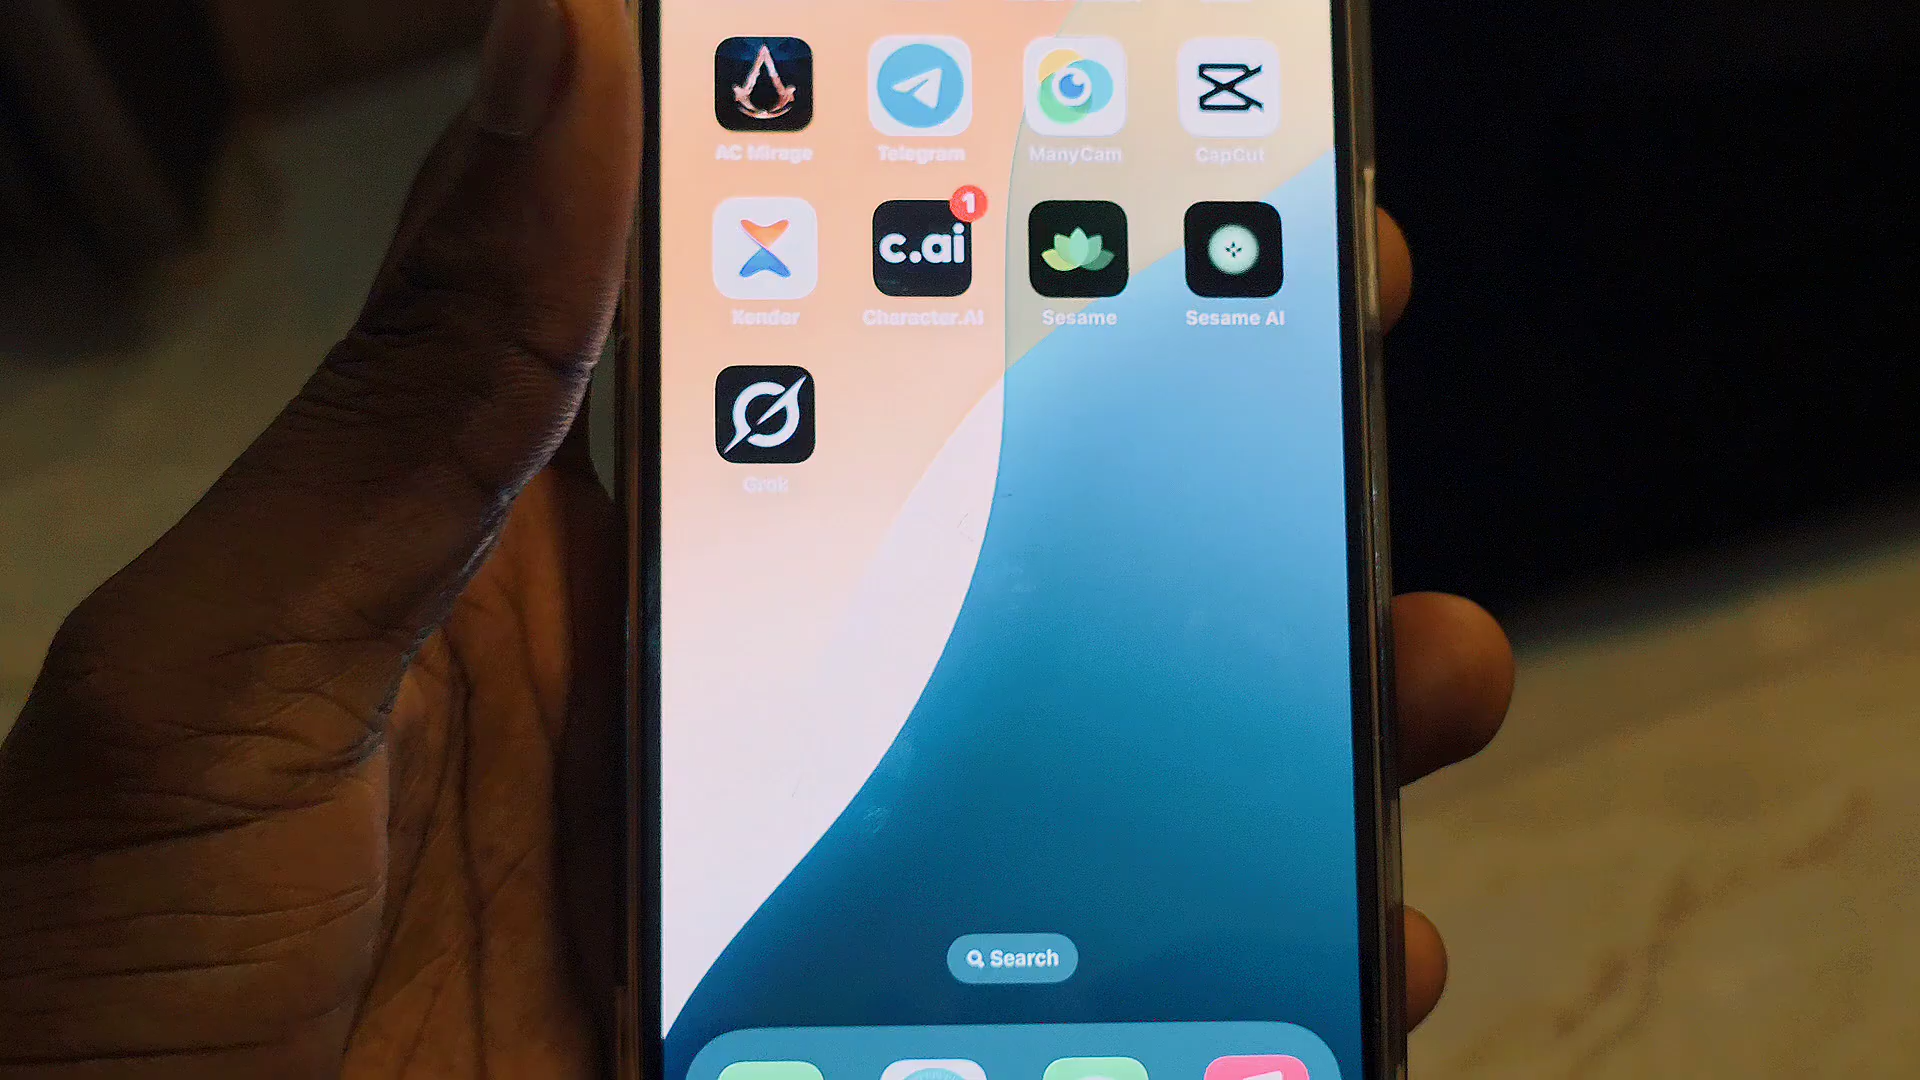 AC Mirage
Telegram
ManyCam
CapCut
1
c.ai
Xender
Character.AI
Sesame
Sesame AI
Grok
Search